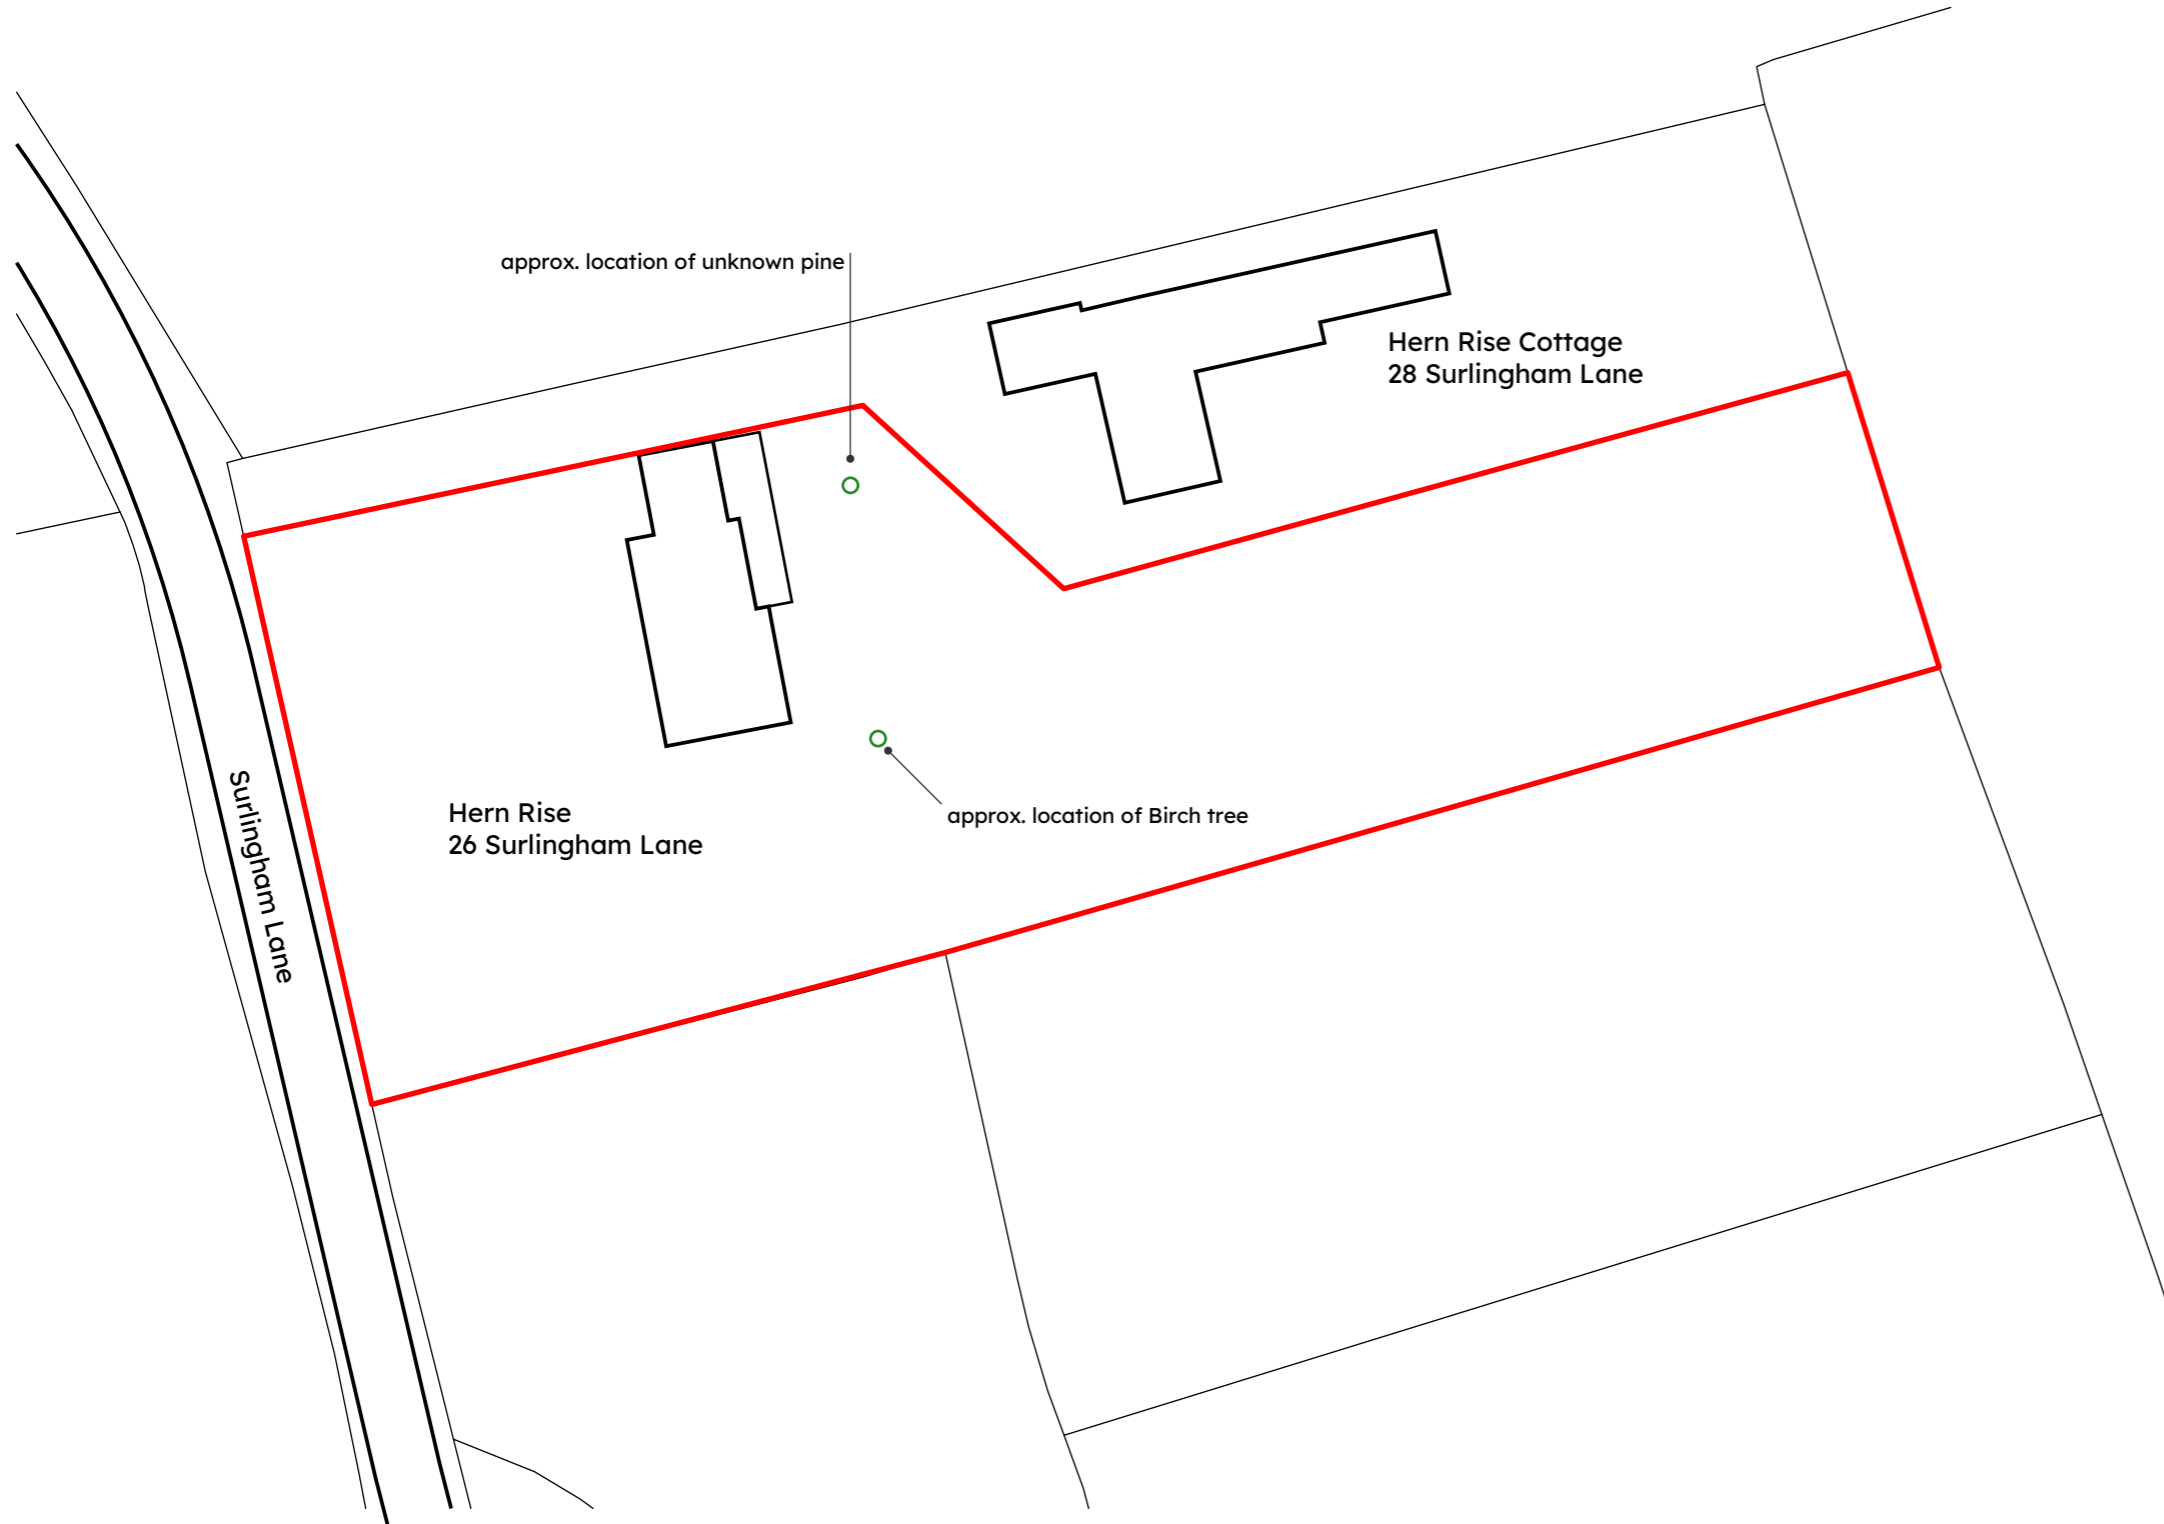 approx. location of unknown pine
Hern Rise Cottage
28 Surlingham Lane
Hern Rise
26 Surlingham Lane
approx. location of Birch tree
Surlingham Lane